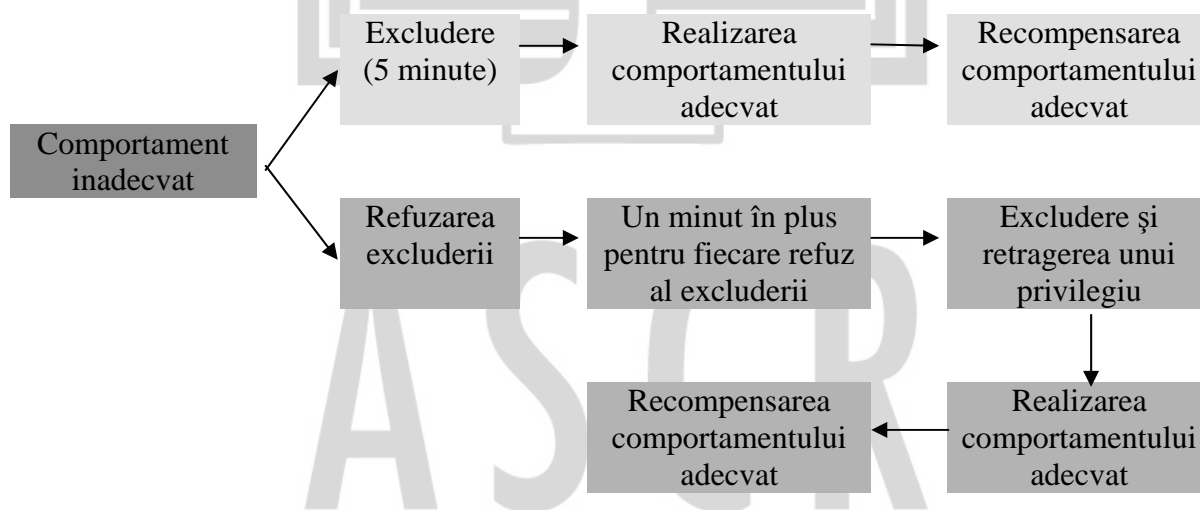 Excludere
(5 minute)
Realizarea
comportamentului
adecvat
Recompensarea
comportamentului
adecvat
Comportament
inadecvat
Refuzarea
excluderii
Un minut în plus
pentru fiecare refuz
al excluderii
Excludere şi
retragerea unui
privilegiu
Recompensarea
comportamentului
adecvat
Realizarea
comportamentului
adecvat
ASCR